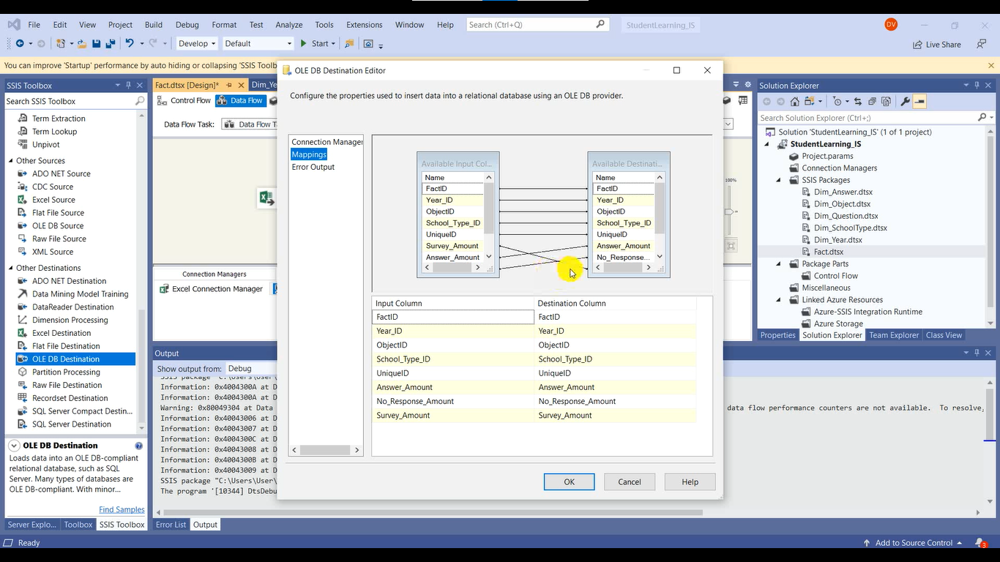 File Edit View Project Build Debug Format Test Analyze Tools Extensions Window Help Search (Ctrl+Q) StudentLearning_IS DV
Develop Default Start Live Share
You can improve 'Startup' performance by auto hiding or collapsing 'SSIS Toolb
SSIS Toolbox
Search SSIS Toolbox
Term Extraction
Term Lookup
Unpivot
Other Sources
ADO NET Source
CDC Source
Excel Source
Flat File Source
OLE DB Source
Raw File Source
XML Source
Other Destinations
ADO NET Destination
Data Mining Model Training
DataReader Destination
Dimension Processing
Excel Destination
Flat File Destination
OLE DB Destination
Partition Processing
Raw File Destination
Recordset Destination
SQL Server Compact Destin...
SQL Server Destination
OLE DB Destination
Loads data into an OLE DB-compliant
relational database, such as SQL
Server. Many types of databases are
OLE DB-compliant. With minor...
Find Samples
Server Explo... Toolbox SSIS Toolbox
Fact.dtsx [Design]* Dim_Ye
Control Flow Data Flow
Data Flow Task: Data Flow T
100%
Connection Managers
Excel Connection Manager
Output
Show output from: Debug
SSIS package "C:\Users\User\
Information: 0x4004300A at D
Information: 0x4004300A at D
Warning: 0x80049304 at Data
data flow performance counters are not available. To resolve,
Information: 0x40043006 at D
Information: 0x40043007 at D
Information: 0x4004300C at D
Information: 0x40043008 at D
Information: 0x4004300B at D
Information: 0x40043009 at D
SSIS package "C:\Users\User\
The program '[10344] DtsDebu
Error List Output
OLE DB Destination Editor
Configure the properties used to insert data into a relational database using an OLE DB provider.
Connection Manager
Mappings
Error Output
Available Input Col...
Name
FactID
Year_ID
ObjectID
School_Type_ID
UniqueID
Survey_Amount
Answer_Amount
Available Destinati...
Name
FactID
Year_ID
ObjectID
School_Type_ID
UniqueID
Answer_Amount
No_Response...
Input Column Destination Column
FactID FactID
Year_ID Year_ID
ObjectID ObjectID
School_Type_ID School_Type_ID
UniqueID UniqueID
Answer_Amount Answer_Amount
No_Response_Amount No_Response_Amount
Survey_Amount Survey_Amount
OK Cancel Help
Solution Explorer
Search Solution Explorer (Ctrl+;)
Solution 'StudentLearning_IS' (1 of 1 project)
StudentLearning_IS
Project.params
Connection Managers
SSIS Packages
Dim_Answer.dtsx
Dim_Object.dtsx
Dim_Question.dtsx
Dim_SchoolType.dtsx
Dim_Year.dtsx
Fact.dtsx
Package Parts
Control Flow
Miscellaneous
Linked Azure Resources
Azure-SSIS Integration Runtime
Azure Storage
Properties Solution Explorer Team Explorer Class View
Ready Add to Source Control 3